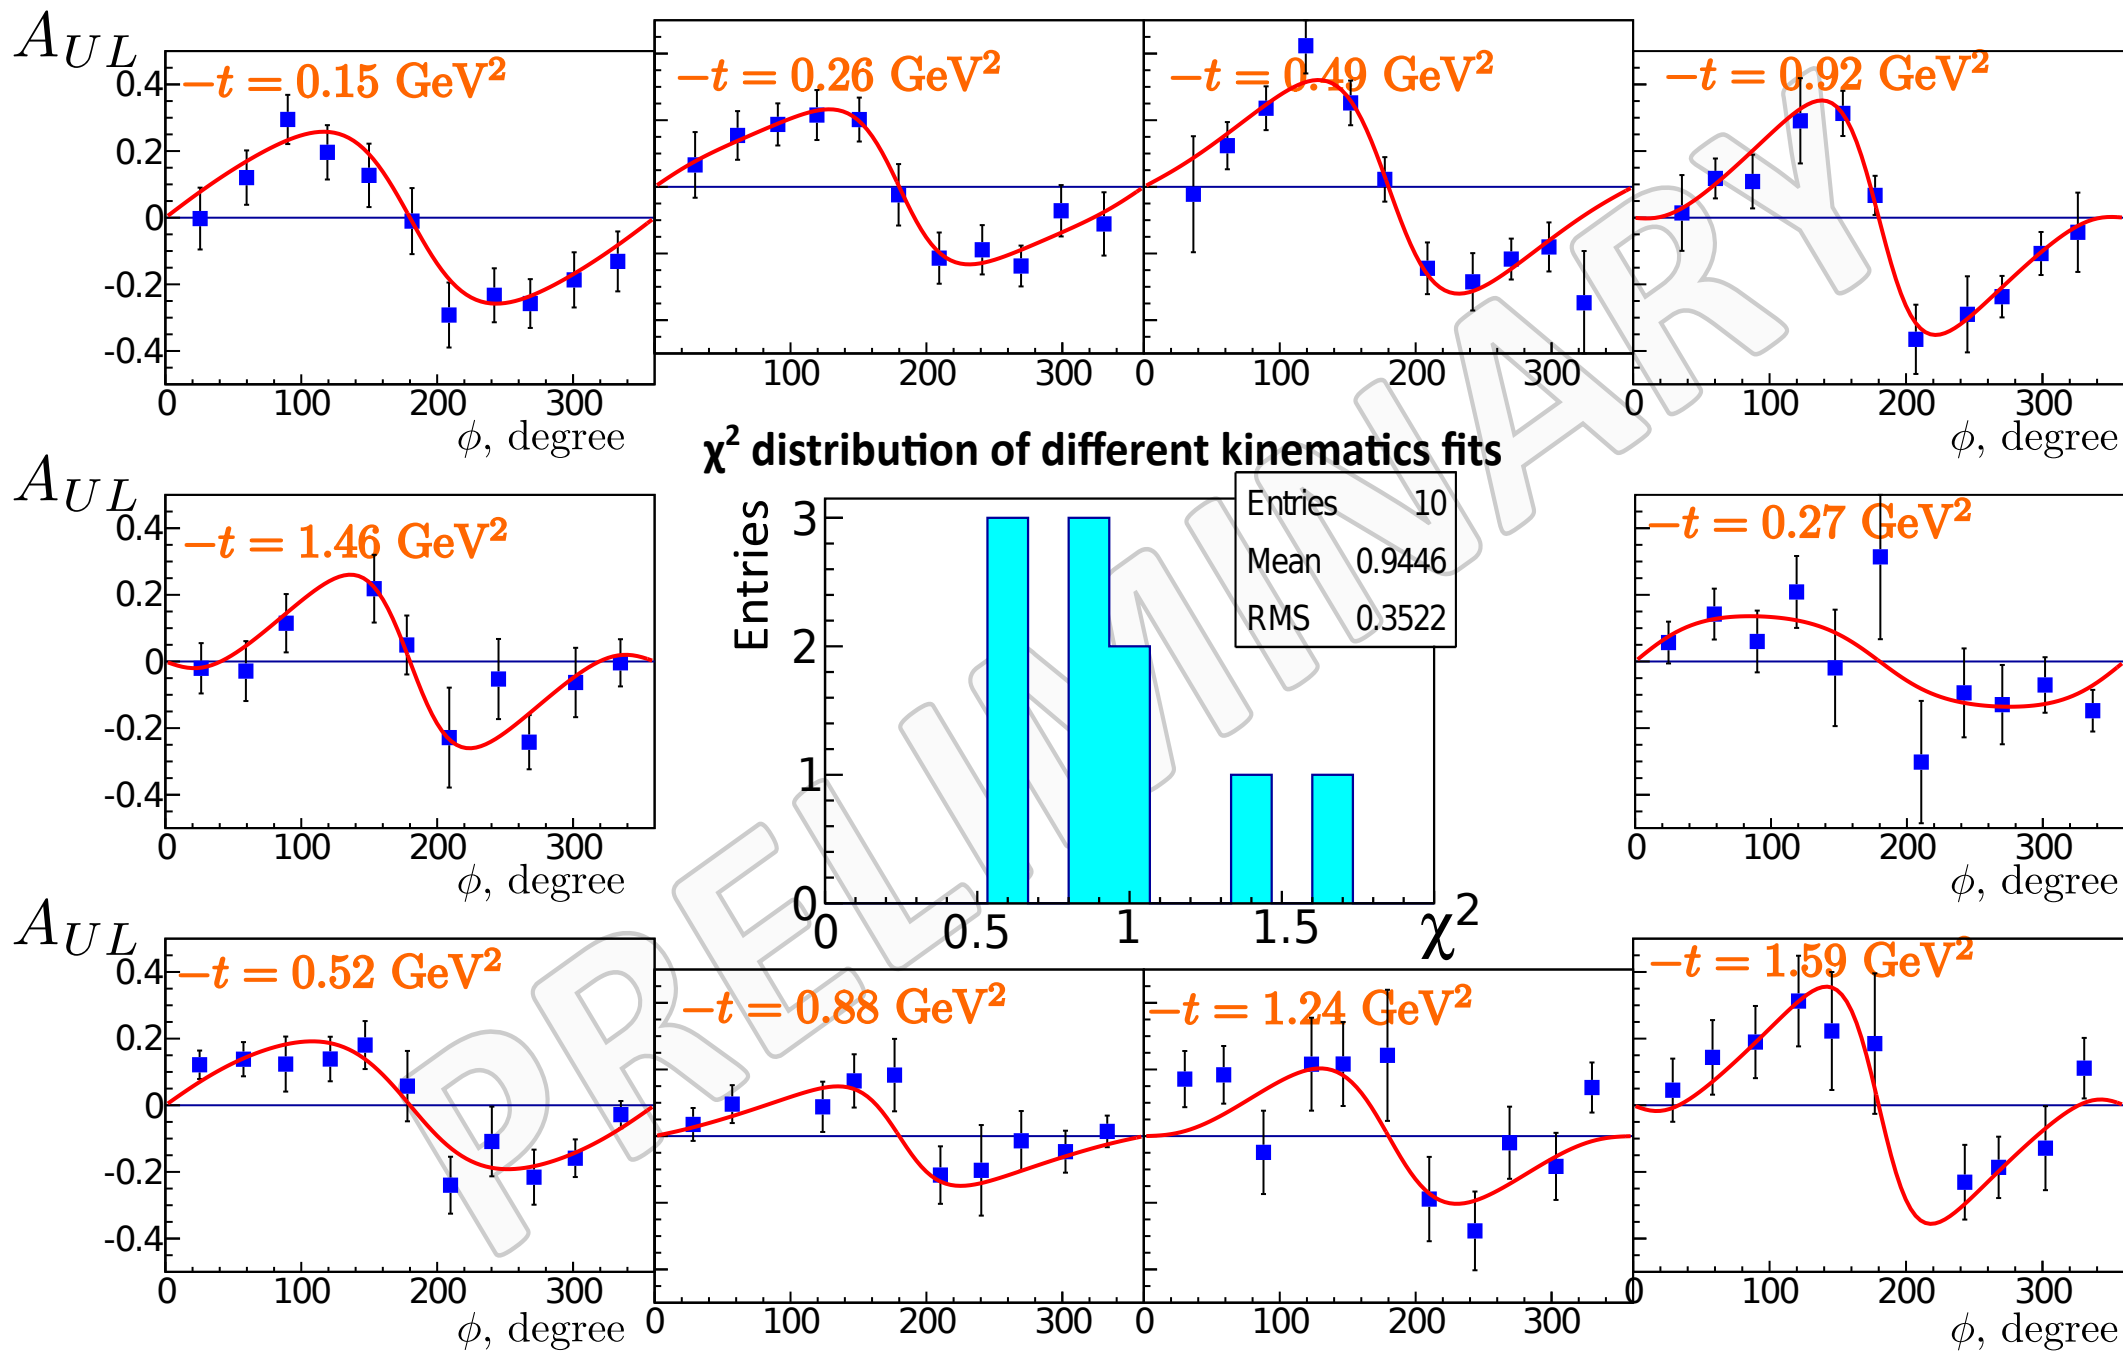 A_{UL}
−t = 0.15 GeV²
−t = 0.26 GeV²
−t = 0.49 GeV²
−t = 0.92 GeV²
0.4
0.2
0
-0.2
-0.4
0 100 200 300
100 200 300
0 100 200 300
0 100 200 300
ϕ, degree
ϕ, degree
χ² distribution of different kinematics fits
A_{UL}
−t = 1.46 GeV²
0.4
0.2
0
-0.2
-0.4
0 100 200 300
ϕ, degree
Entries
3
2
1
0
0 0.5 1 1.5
χ²
Entries 10
Mean 0.9446
RMS 0.3522
−t = 0.27 GeV²
0 100 200 300
ϕ, degree
A_{UL}
−t = 0.52 GeV²
−t = 0.88 GeV²
−t = 1.24 GeV²
−t = 1.59 GeV²
0.4
0.2
0
-0.2
-0.4
0 100 200 300
0 100 200 300
0 100 200 300
0 100 200 300
ϕ, degree
ϕ, degree
PRELIMINARY